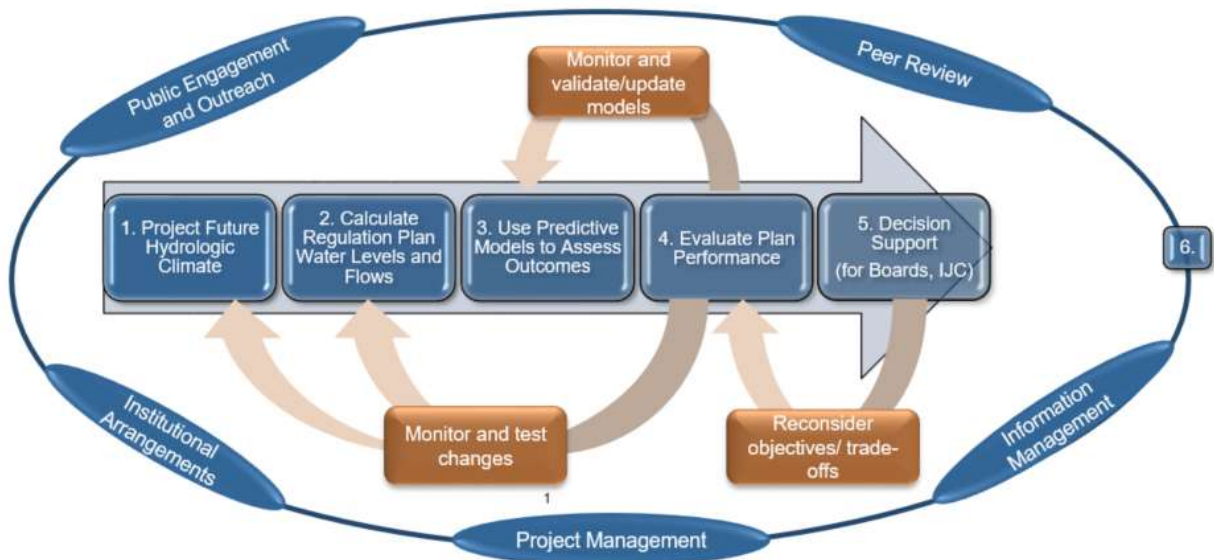 Public Engagement
and Outreach
Peer Review
Monitor and
validate/update
models
1. Project Future
Hydrologic
Climate
2. Calculate
Regulation Plan
Water Levels and
Flows
3. Use Predictive
Models to Assess
Outcomes
4. Evaluate Plan
Performance
5. Decision
Support
(for Boards, IJC)
6.
Institutional
Arrangements
Monitor and test
changes
Reconsider
objectives/ trade-
offs
Information
Management
1
Project Management